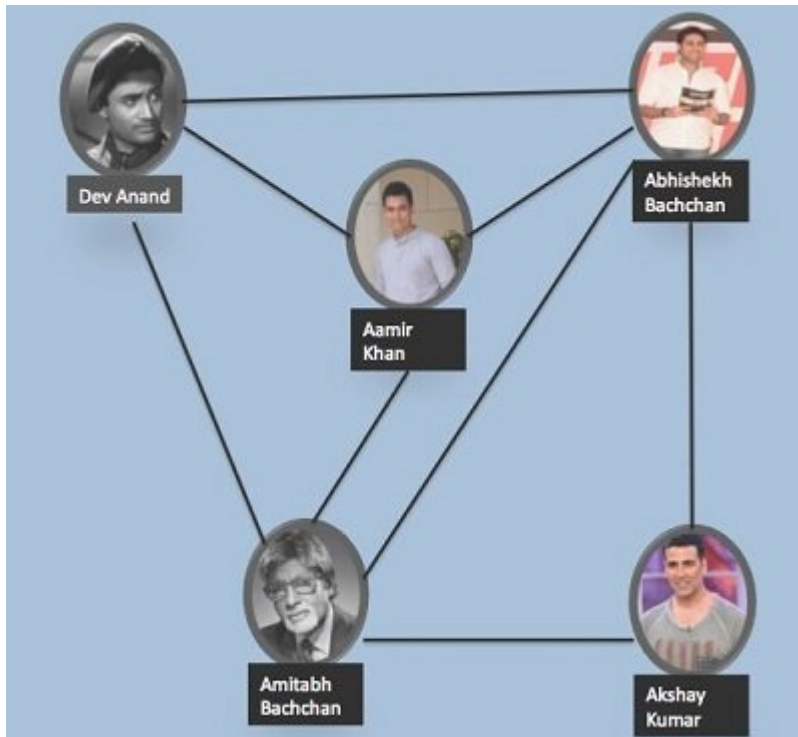 Dev Anand
Abhishekh
Bachchan
Aamir
Khan
Amitabh
Bachchan
Akshay
Kumar